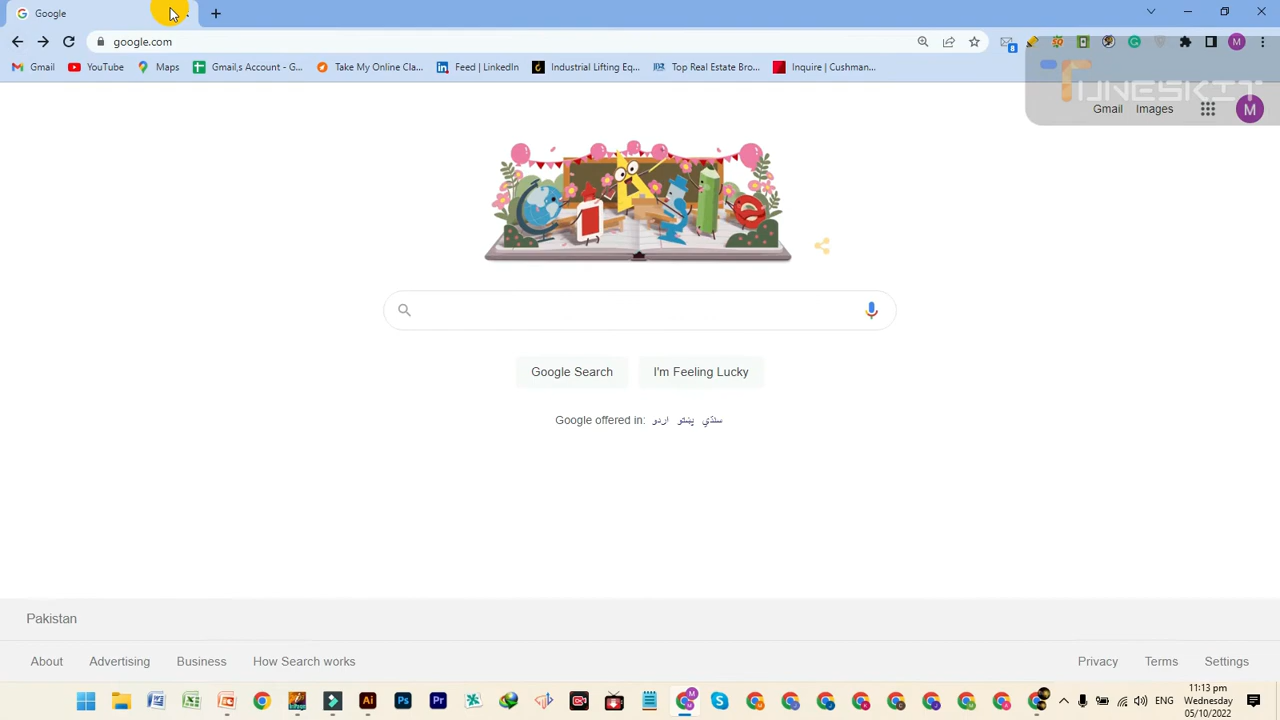 Google
google.com
8
M
Gmail
YouTube
Maps
Gmail,s Account - G...
Take My Online Cla...
Feed | LinkedIn
Industrial Lifting Eq...
Top Real Estate Bro...
Inquire | Cushman...
TUNESKIT
Gmail
Images
M
Google Search
I'm Feeling Lucky
Google offered in: اردو پښتو سنڌي
Pakistan
About
Advertising
Business
How Search works
Privacy
Terms
Settings
ENG
11:13 pm
Wednesday
05/10/2022